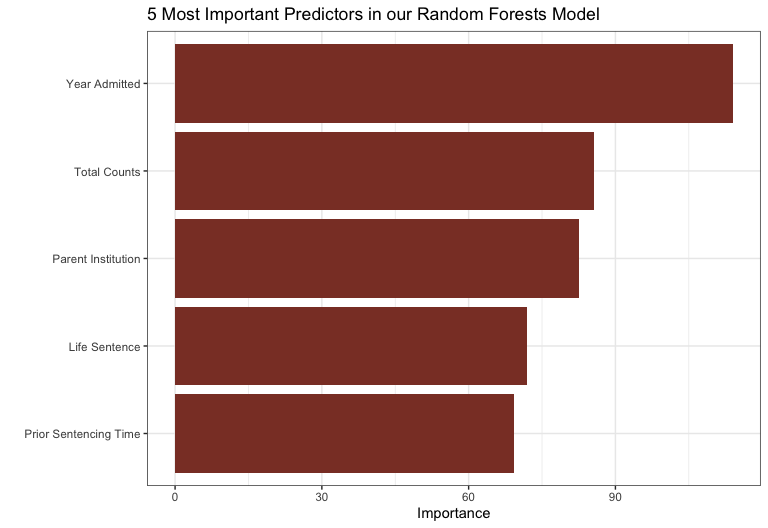 5 Most Important Predictors in our Random Forests Model
Year Admitted
Total Counts
Parent Institution
Life Sentence
Prior Sentencing Time
0 30 60 90
Importance